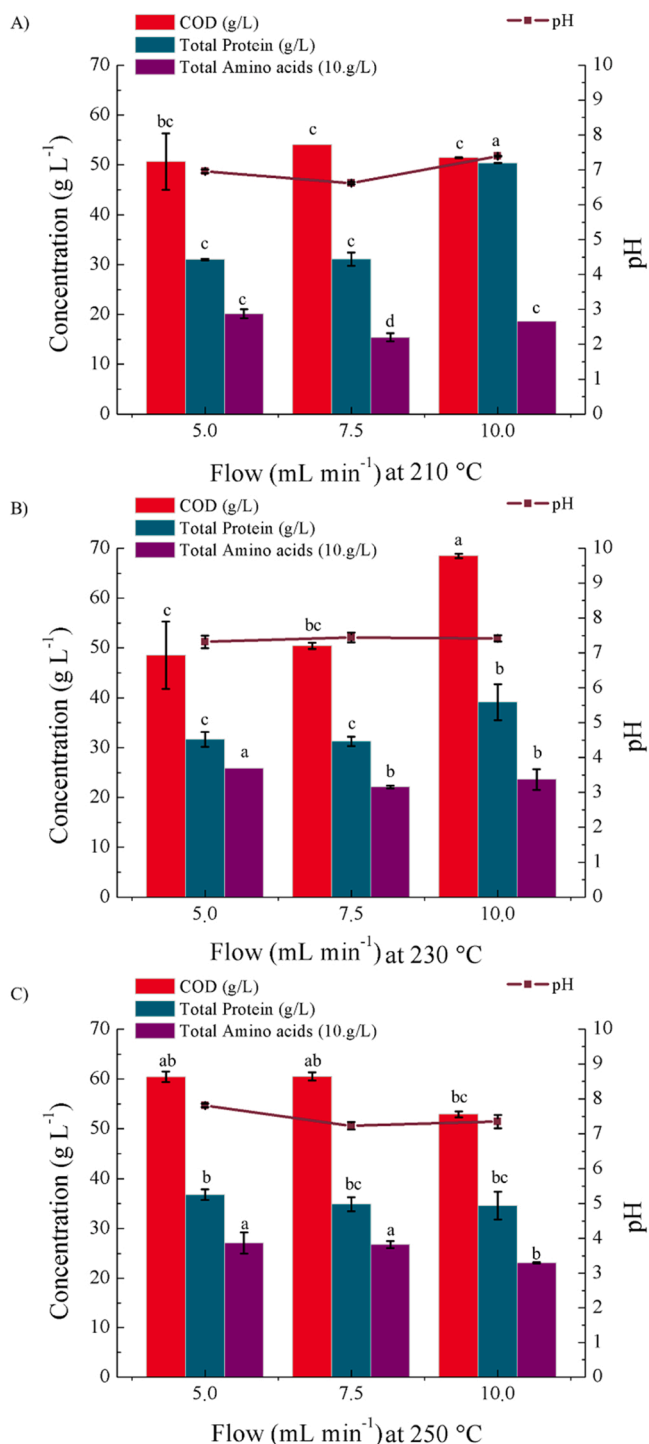 A)
COD (g/L)
Total Protein (g/L)
Total Amino acids (10.g/L)
pH
70
60
50
40
30
20
10
0
Concentration (g L⁻¹)
10
9
8
7
6
5
4
3
2
1
0
pH
bc
c
c
c
c
d
c
a
c
5.0
7.5
10.0
Flow (mL min⁻¹) at 210 °C
B)
COD (g/L)
Total Protein (g/L)
Total Amino acids (10.g/L)
pH
70
60
50
40
30
20
10
0
Concentration (g L⁻¹)
10
9
8
7
6
5
4
3
2
1
0
pH
c
c
a
bc
c
b
a
b
b
5.0
7.5
10.0
Flow (mL min⁻¹) at 230 °C
C)
COD (g/L)
Total Protein (g/L)
Total Amino acids (10.g/L)
pH
70
60
50
40
30
20
10
0
Concentration (g L⁻¹)
10
9
8
7
6
5
4
3
2
1
0
pH
ab
b
a
ab
bc
a
bc
bc
b
5.0
7.5
10.0
Flow (mL min⁻¹) at 250 °C